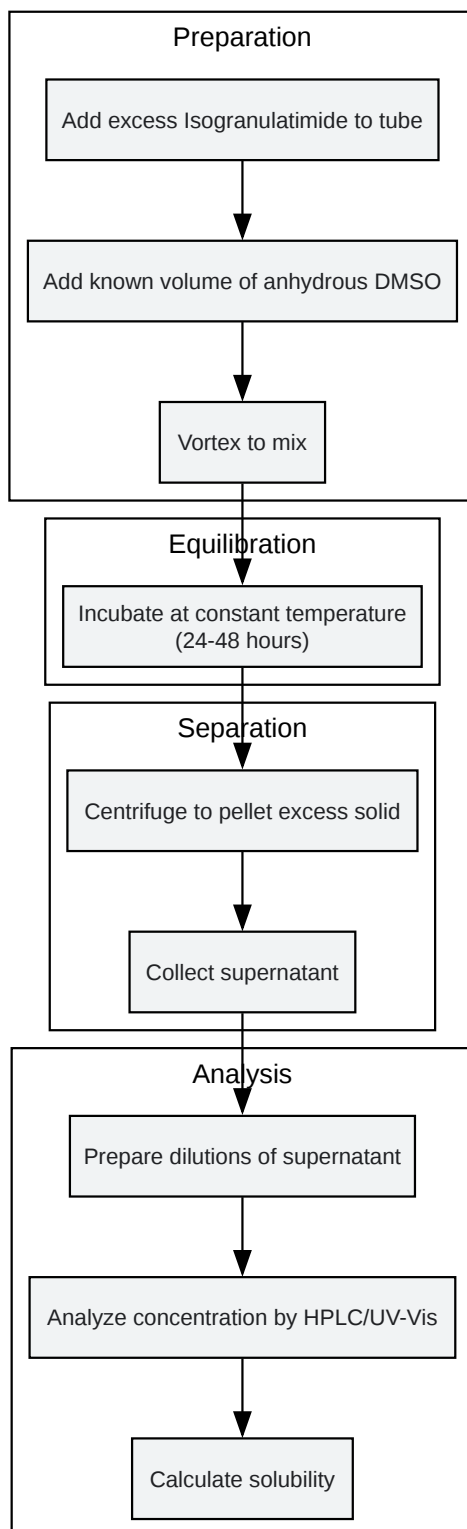 Preparation
Add excess Isogranulatimide to tube
Add known volume of anhydrous DMSO
Vortex to mix
Equilibration
Incubate at constant temperature
(24-48 hours)
Separation
Centrifuge to pellet excess solid
Collect supernatant
Analysis
Prepare dilutions of supernatant
Analyze concentration by HPLC/UV-Vis
Calculate solubility